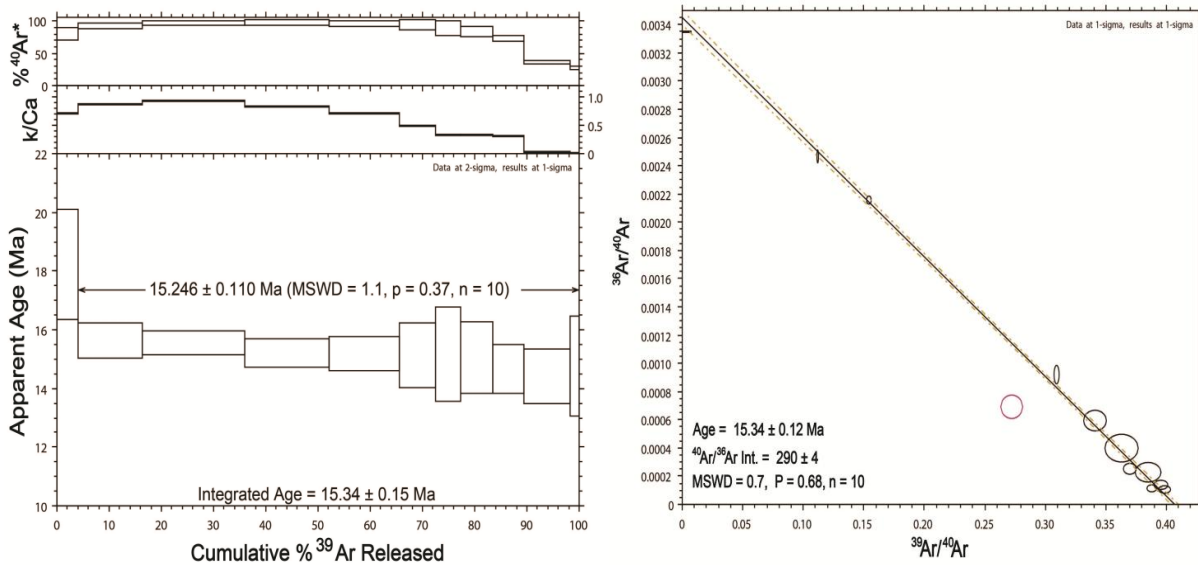 100
50
0
% 40Ar*
1.0
0.5
0
k/Ca
Data at 2-sigma, results at 1-sigma
22
20
18
16
14
12
10
Apparent Age (Ma)
15.246 ± 0.110 Ma (MSWD = 1.1, p = 0.37, n = 10)
Integrated Age = 15.34 ± 0.15 Ma
0 10 20 30 40 50 60 70 80 90 100
Cumulative % 39Ar Released
Data at 1-sigma, results at 1-sigma
0.0034
0.0032
0.0030
0.0028
0.0026
0.0024
0.0022
0.0020
0.0018
0.0016
0.0014
0.0012
0.0010
0.0008
0.0006
0.0004
0.0002
0
36Ar/40Ar
Age = 15.34 ± 0.12 Ma
40Ar/36Ar Int. = 290 ± 4
MSWD = 0.7, P = 0.68, n = 10
0 0.05 0.10 0.15 0.20 0.25 0.30 0.35 0.40
39Ar/40Ar